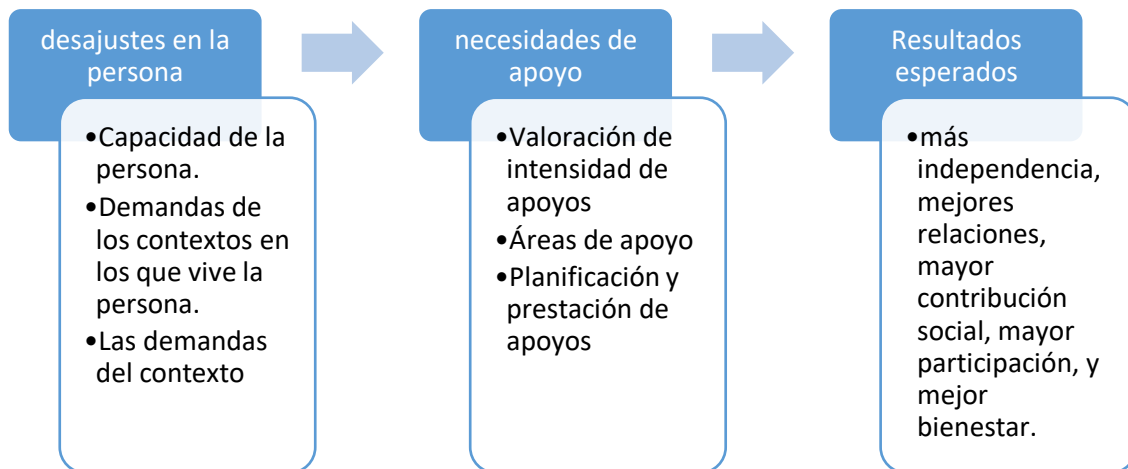 desajustes en la
persona
•Capacidad de la
persona.
•Demandas de
los contextos en
los que vive la
persona.
•Las demandas
del contexto
necesidades de
apoyo
•Valoración de
intensidad de
apoyos
•Áreas de apoyo
•Planificación y
prestación de
apoyos
Resultados
esperados
•más
independencia,
mejores
relaciones,
mayor
contribución
social, mayor
participación, y
mejor
bienestar.